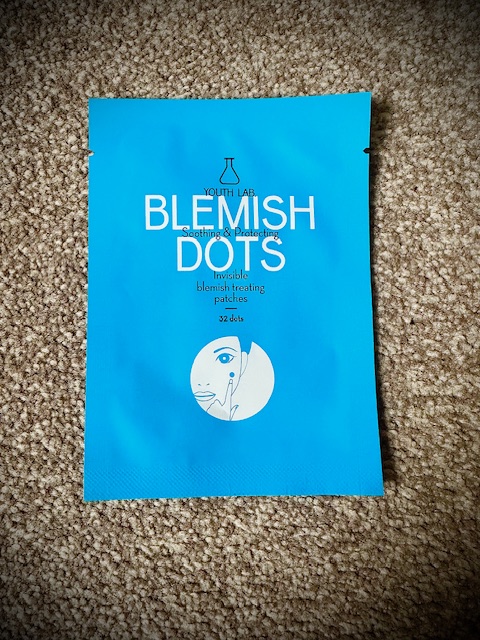 YOUTH LAB.
BLEMISH
Soothing & Protecting
DOTS
Invisible
blemish treating
patches
32 dots